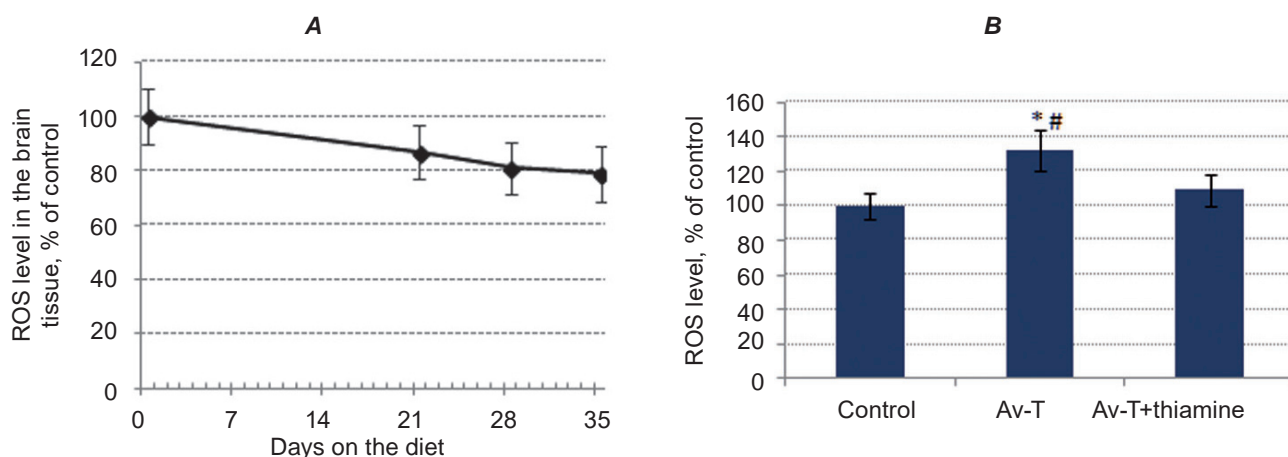 A
120
100
80
60
40
20
0
ROS level in the brain
tissue, % of control
0 7 14 21 28 35
Days on the diet
B
160
140
120
100
80
60
40
20
0
ROS level, % of control
* #
Control Av-T Av-T+thiamine